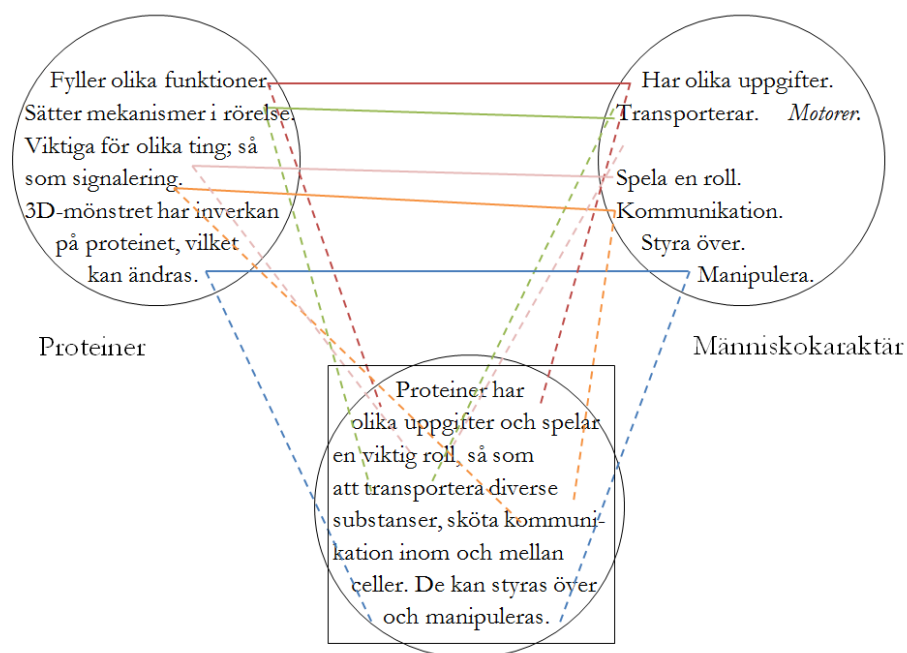 Fyller olika funktioner.
Sätter mekanismer i rörelse.
Viktiga för olika ting; så
som signalering.
3D-mönstret har inverkan
på proteinet, vilket
kan ändras.
Proteiner
Har olika uppgifter.
Transporterar. Motorer.
Spela en roll.
Kommunikation.
Styra över.
Manipulera.
Människokaraktär
Proteiner har
olika uppgifter och spelar
en viktig roll, så som
att transportera diverse
substanser, sköta kommuni-
kation inom och mellan
celler. De kan styras över
och manipuleras.